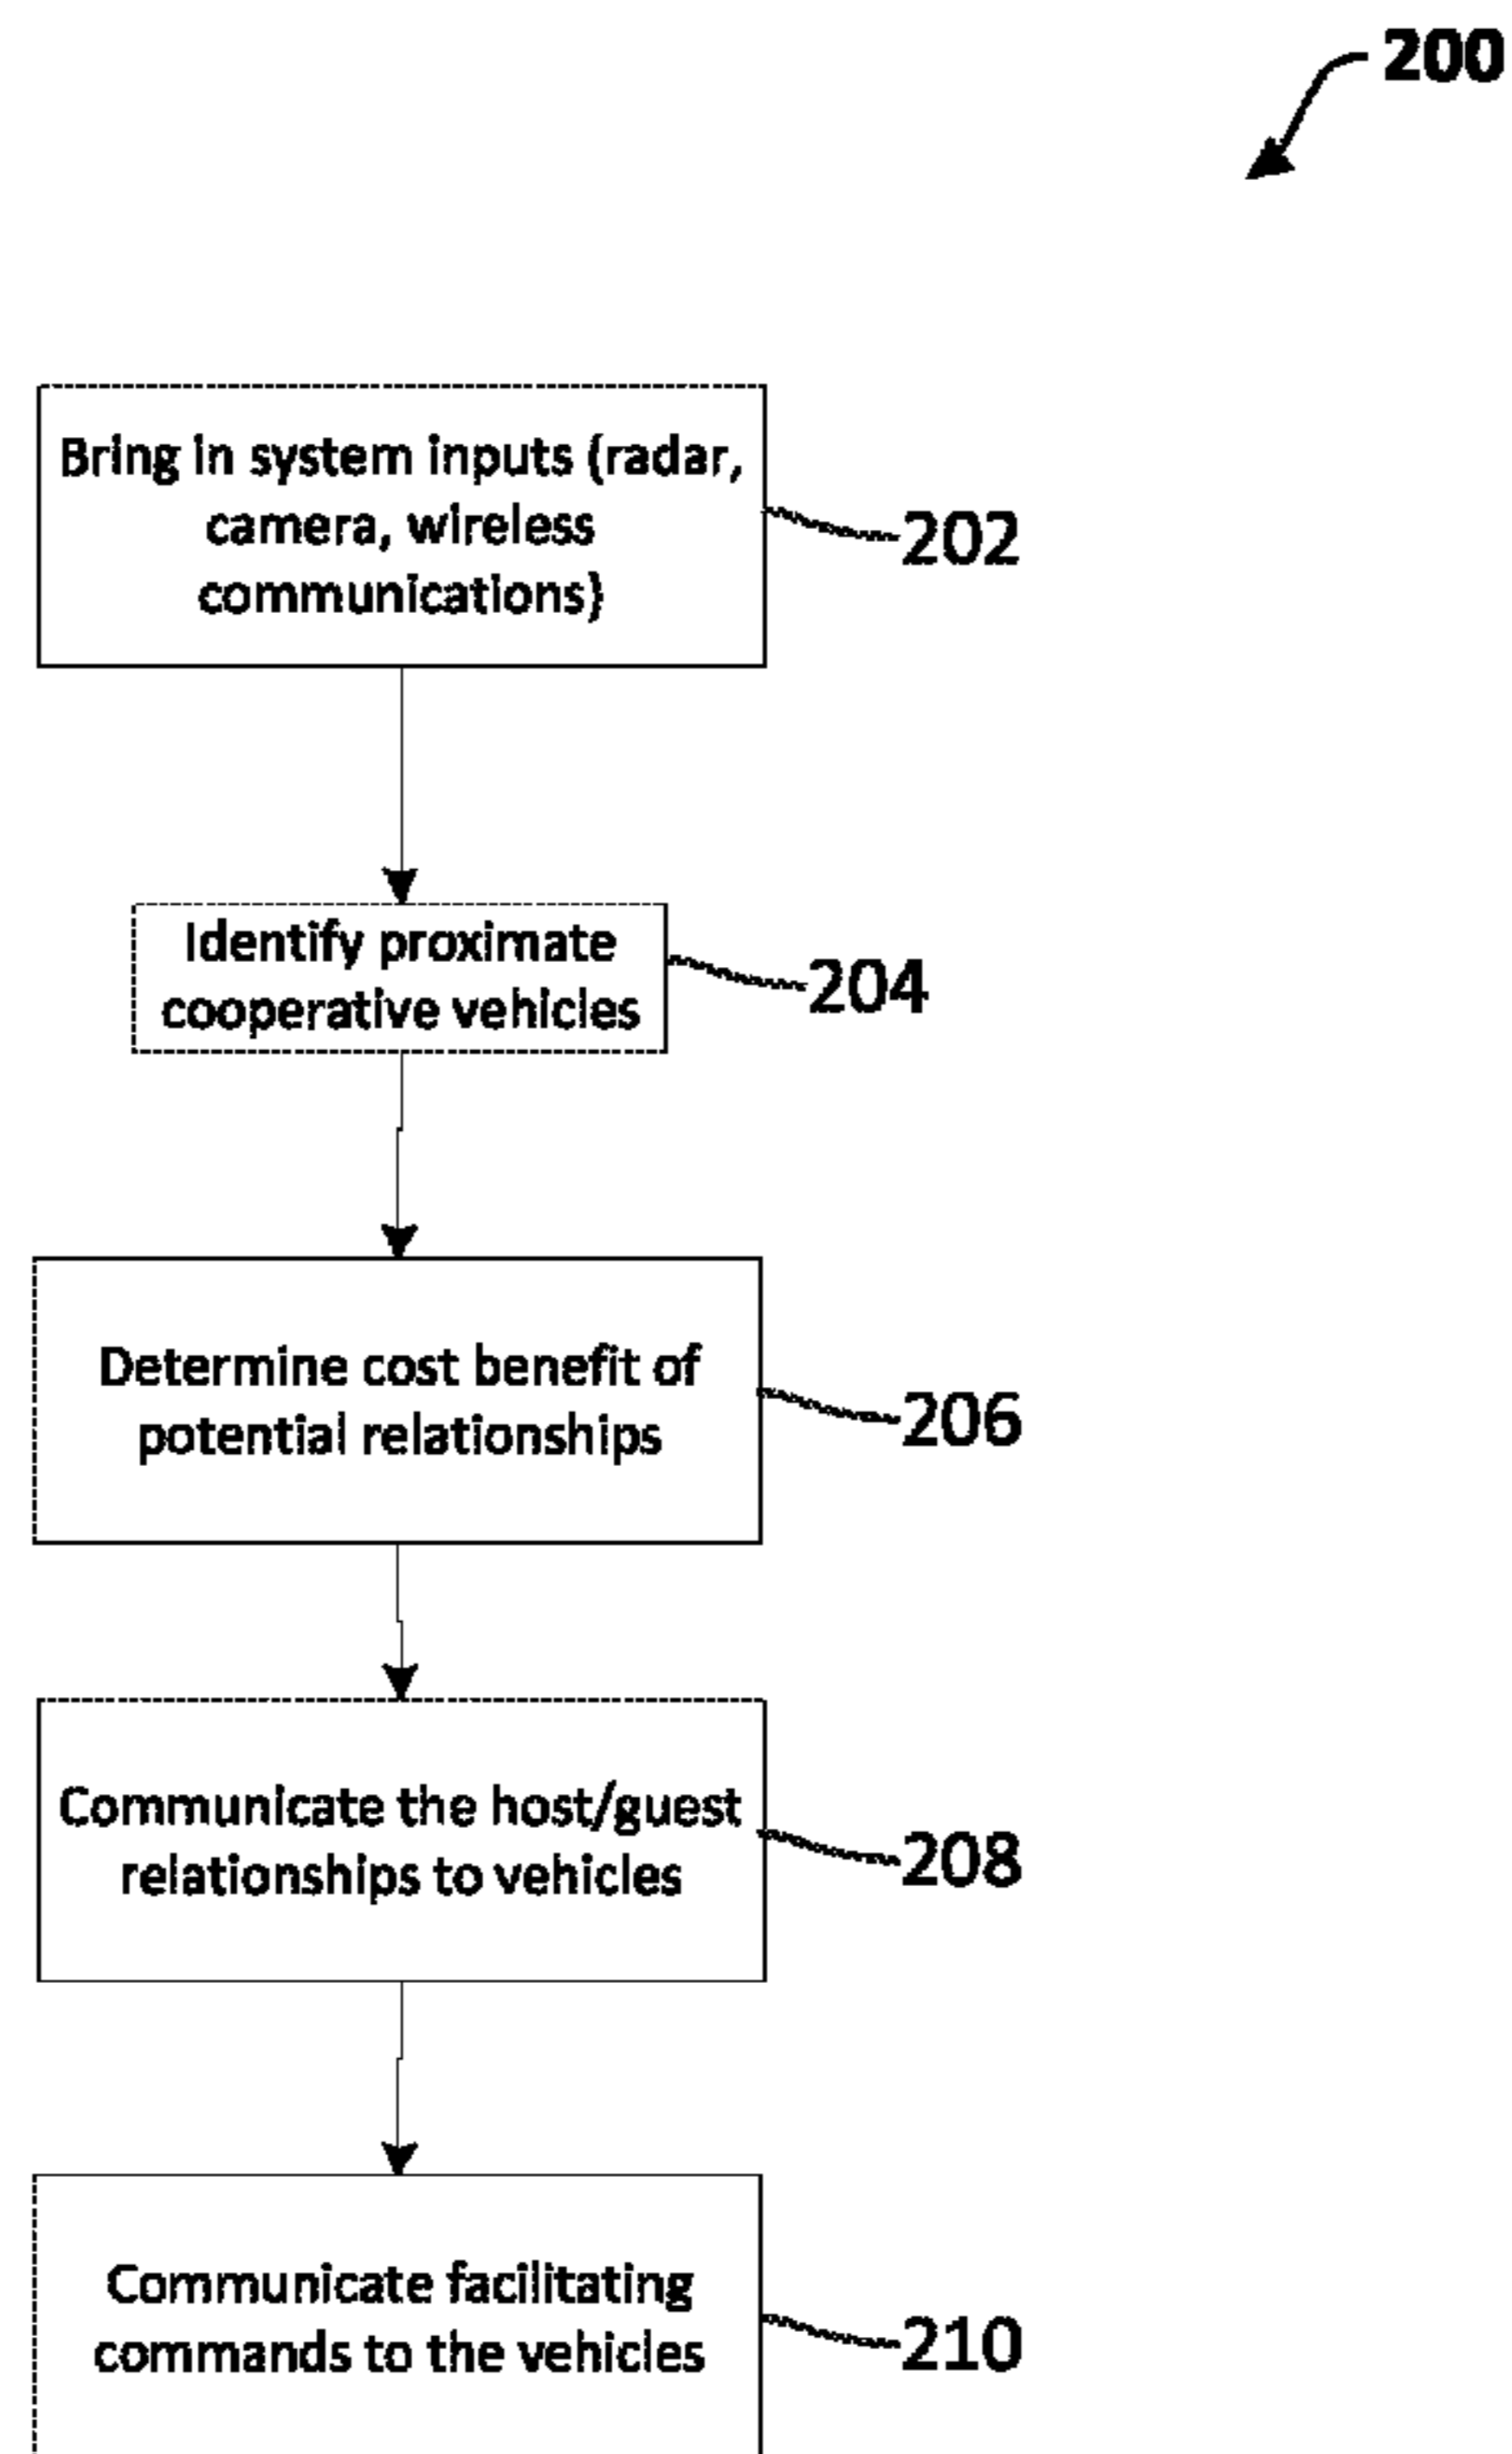 200
Bring in system inputs (radar,
camera, wireless
communications)
202
Identify proximate
cooperative vehicles
204
Determine cost benefit of
potential relationships
206
Communicate the host/guest
relationships to vehicles
208
Communicate facilitating
commands to the vehicles
210